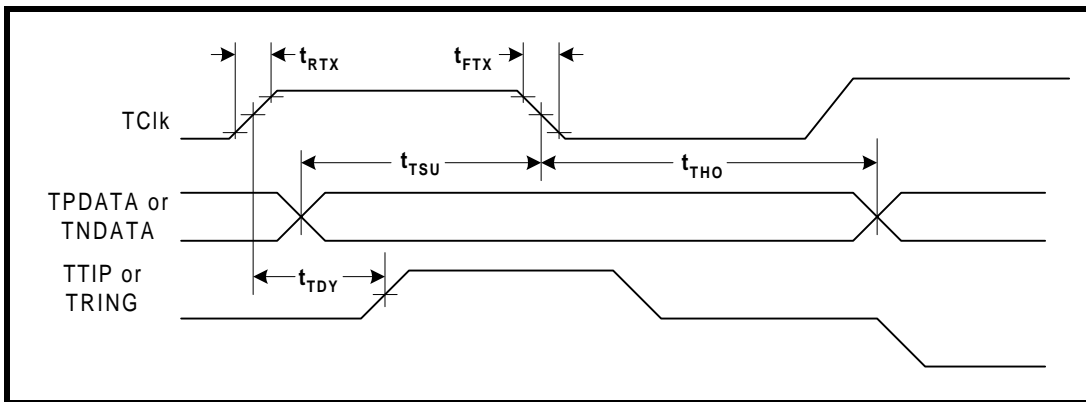 tRTX
tFTX
TClk
tTSU
tTHO
TPDATA or
TNDATA
tTDY
TTIP or
TRING